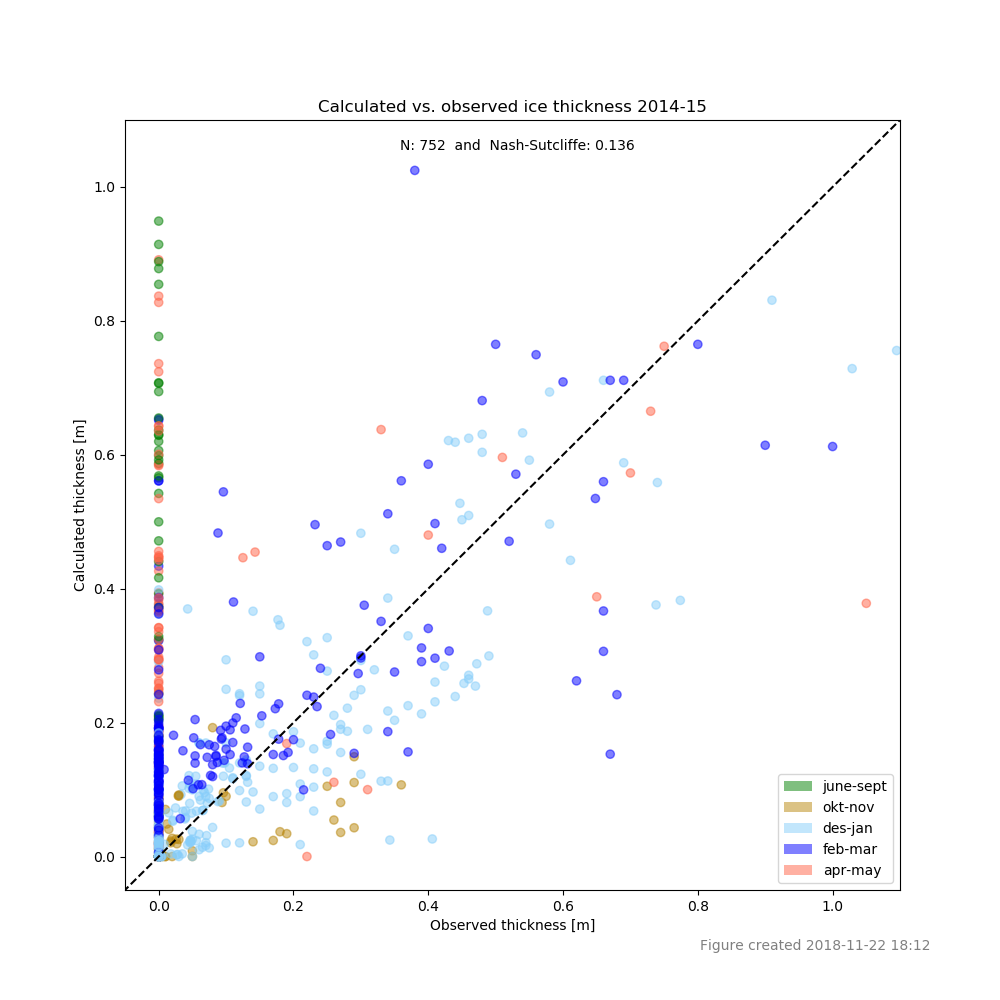 Calculated vs. observed ice thickness 2014-15
N: 752  and  Nash-Sutcliffe: 0.136
Calculated thickness [m]
1.0
0.8
0.6
0.4
0.2
0.0
0.0
0.2
0.4
0.6
0.8
1.0
Observed thickness [m]
june-sept
okt-nov
des-jan
feb-mar
apr-may
Figure created 2018-11-22 18:12